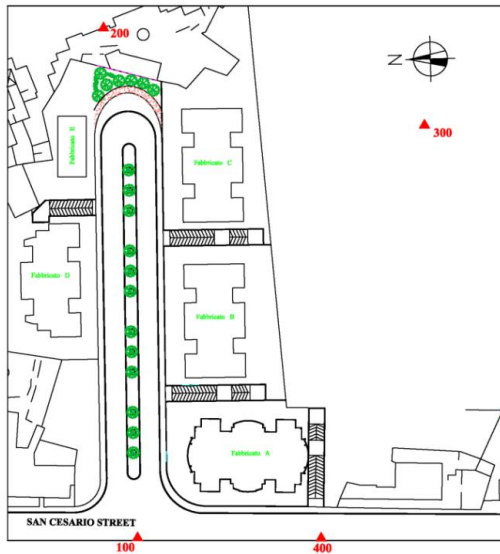 200
N
300
Fabbricato E
Fabbricato C
Fabbricato D
Fabbricato B
Fabbricato A
SAN CESARIO STREET
100
400